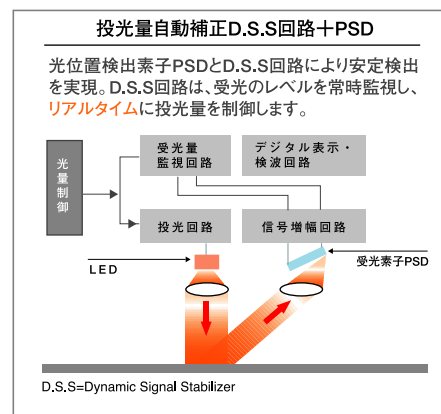 投光量自動補正D.S.S回路＋PSD
光位置検出素子PSDとD.S.S回路により安定検出
を実現。D.S.S回路は、受光のレベルを常時監視し、
リアルタイムに投光量を制御します。
光量制御
受光量
監視回路
デジタル表示・
検波回路
投光回路
信号増幅回路
LED
受光素子PSD
D.S.S=Dynamic Signal Stabilizer